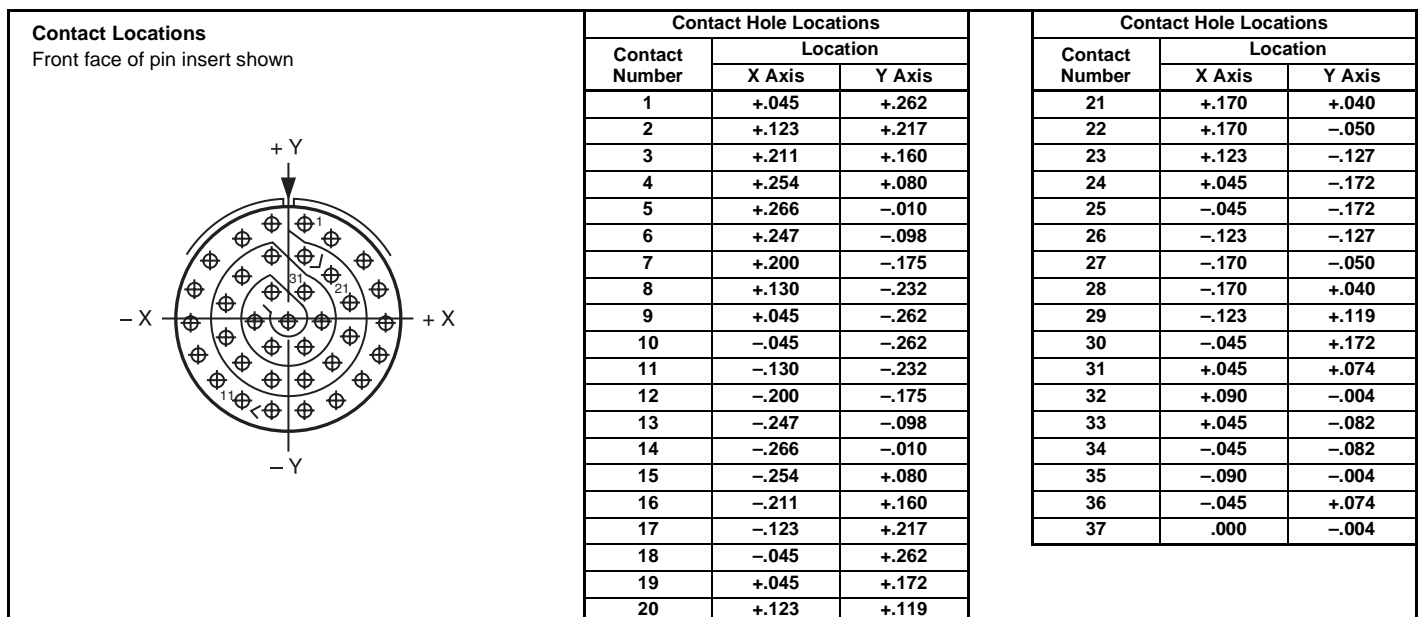 Contact Locations
Front face of pin insert shown
+ Y
– X
+ X
– Y
1
31
21
11
Contact Hole Locations
Contact Number Location
X Axis Y Axis
1 +.045 +.262
2 +.123 +.217
3 +.211 +.160
4 +.254 +.080
5 +.266 –.010
6 +.247 –.098
7 +.200 –.175
8 +.130 –.232
9 +.045 –.262
10 –.045 –.262
11 –.130 –.232
12 –.200 –.175
13 –.247 –.098
14 –.266 –.010
15 –.254 +.080
16 –.211 +.160
17 –.123 +.217
18 –.045 +.262
19 +.045 +.172
20 +.123 +.119
Contact Hole Locations
Contact Number Location
X Axis Y Axis
21 +.170 +.040
22 +.170 –.050
23 +.123 –.127
24 +.045 –.172
25 –.045 –.172
26 –.123 –.127
27 –.170 –.050
28 –.170 +.040
29 –.123 +.119
30 –.045 +.172
31 +.045 +.074
32 +.090 –.004
33 +.045 –.082
34 –.045 –.082
35 –.090 –.004
36 –.045 +.074
37 .000 –.004